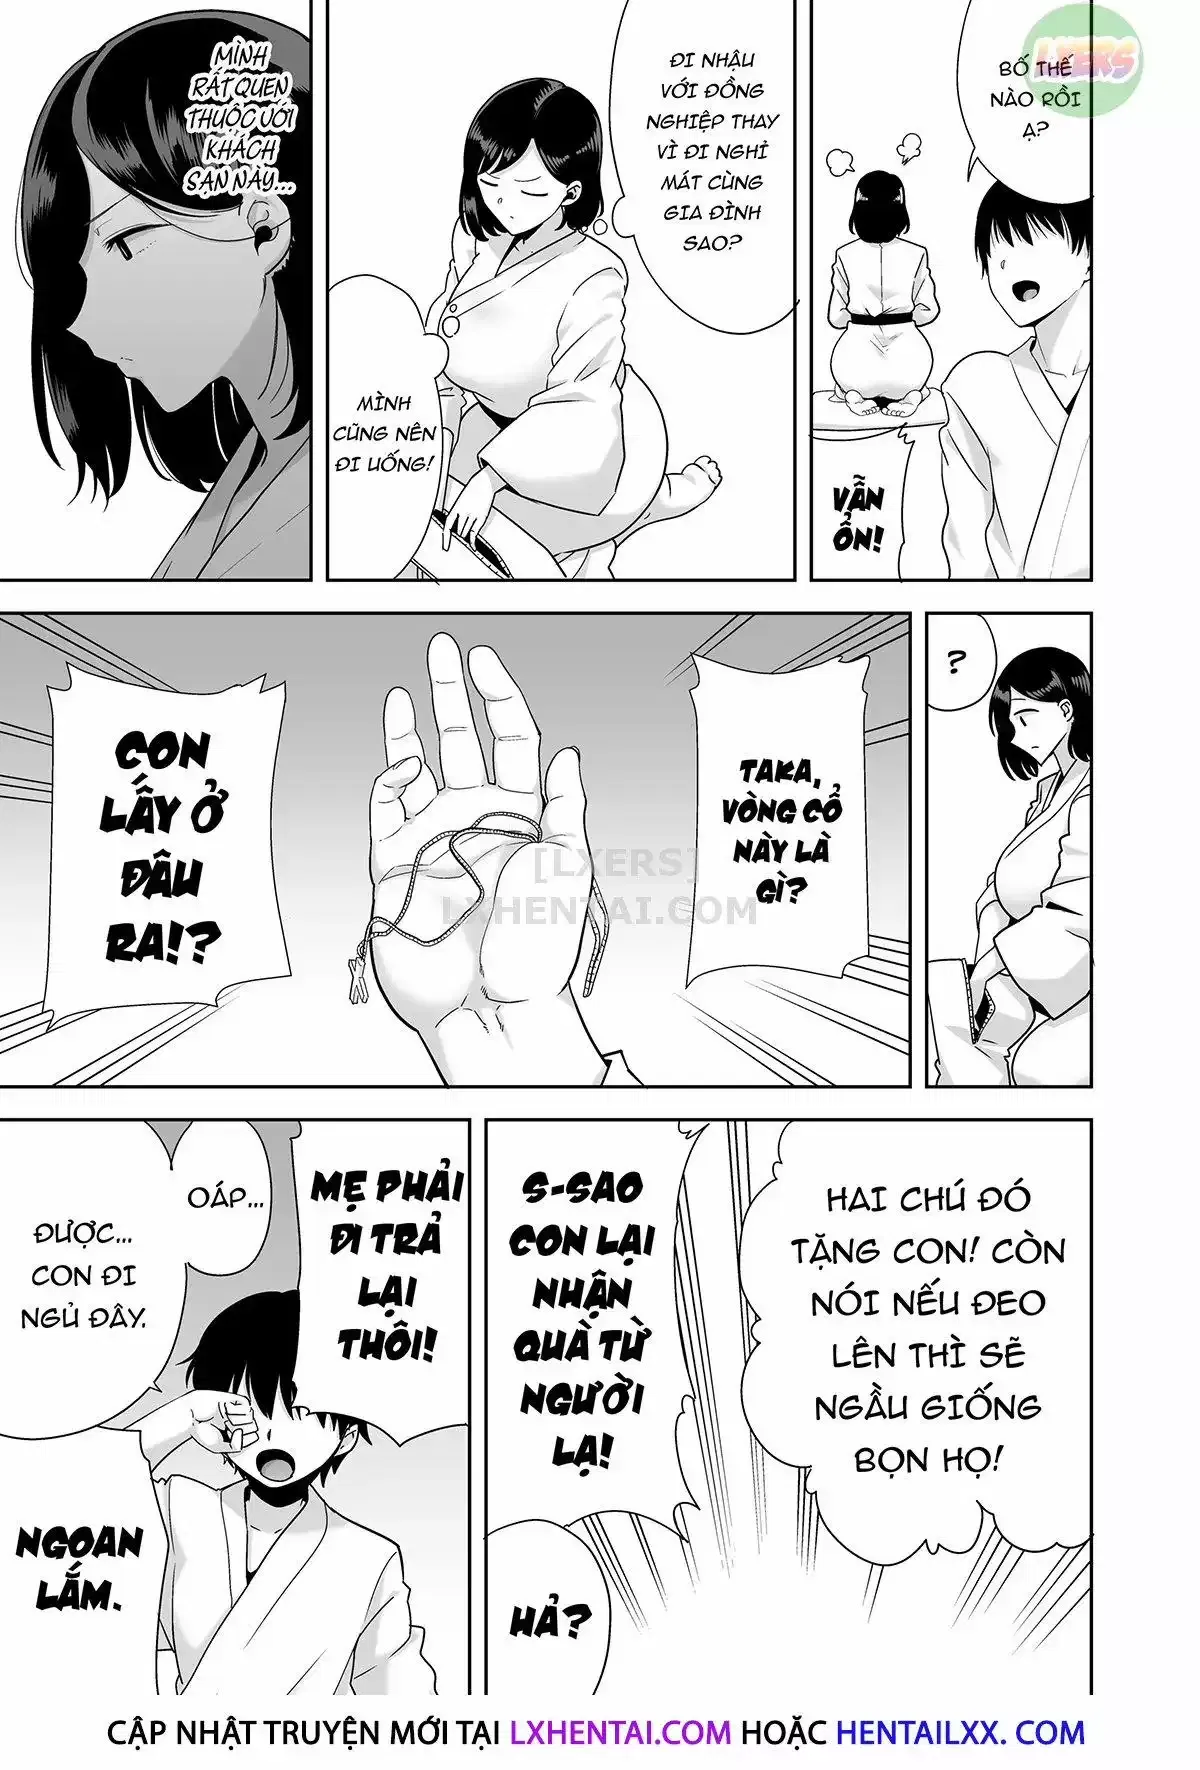 BỐ THẾ
NÀO RỒI
Ạ?
VẪN
ỔN!
ĐI NHẬU
VỚI ĐỒNG
NGHIỆP THAY
VÌ ĐI NGHỈ
MÁT CÙNG
GIA ĐÌNH
SAO?
MÌNH
CŨNG NÊN
ĐI UỐNG!
MÌNH
RẤT QUEN
THUỘC VỚI
KHÁCH
SẠN NÀY...
?
TAKA,
VÒNG CỔ
NÀY LÀ
GÌ?
CON
LẤY Ở
ĐÂU
RA!?
[LXERS]
LXHENTAI.COM
HAI CHÚ ĐÓ
TẶNG CON! CÒN
NÓI NẾU ĐEO
LÊN THÌ SẼ
NGẦU GIỐNG
BỌN HỌ!
S-SAO
CON LẠI
NHẬN
QUÀ TỪ
NGƯỜI
LẠ!
HẢ?
MẸ PHẢI
ĐI TRẢ
LẠI
THÔI!
OÁP...
ĐƯỢC...
CON ĐI
NGỦ ĐÂY.
NGOAN
LẮM.
CẬP NHẬT TRUYỆN MỚI TẠI LXHENTAI.COM HOẶC HENTAILXX. COM
LXERS